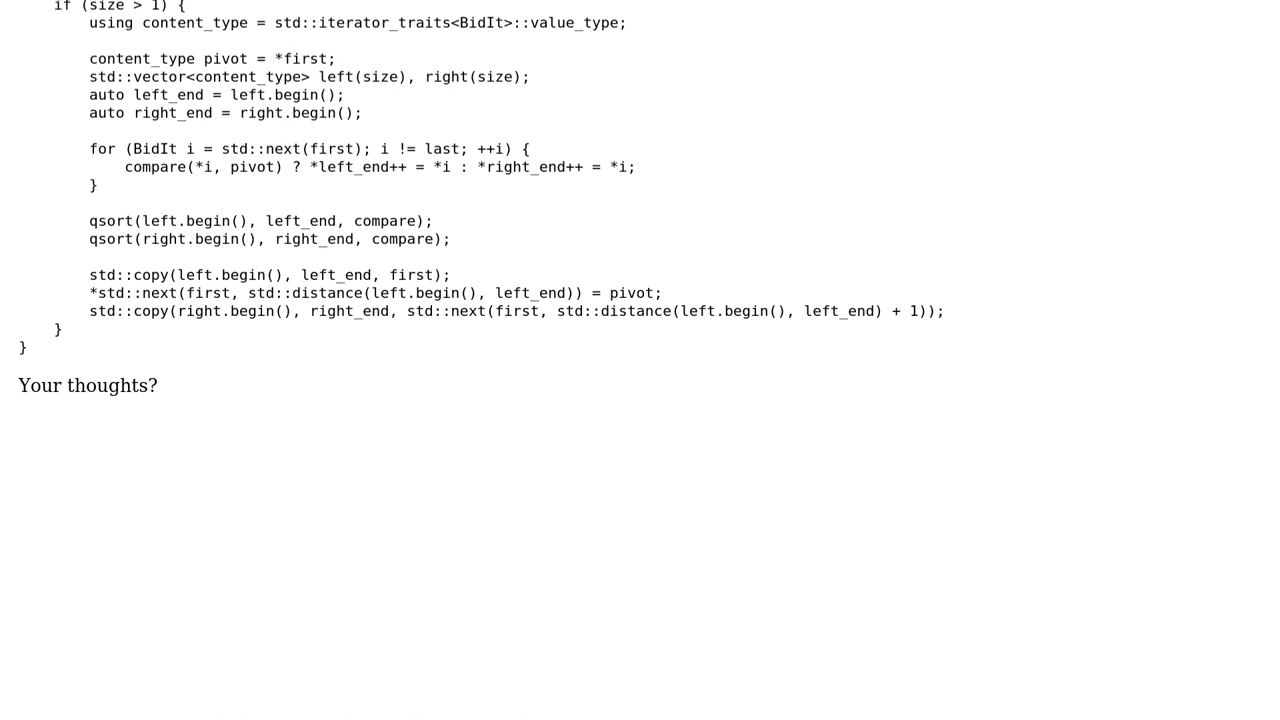 if (size > 1) {
using content_type = std::iterator_traits<BidIt>::value_type;
content_type pivot = *first;
std::vector<content_type> left(size), right(size);
auto left_end = left.begin();
auto right_end = right.begin();
for (BidIt i = std::next(first); i != last; ++i) {
compare(*i, pivot) ? *left_end++ = *i : *right_end++ = *i;
}
qsort(left.begin(), left_end, compare);
qsort(right.begin(), right_end, compare);
std::copy(left.begin(), left_end, first);
*std::next(first, std::distance(left.begin(), left_end)) = pivot;
std::copy(right.begin(), right_end, std::next(first, std::distance(left.begin(), left_end) + 1));
}
}
Your thoughts?